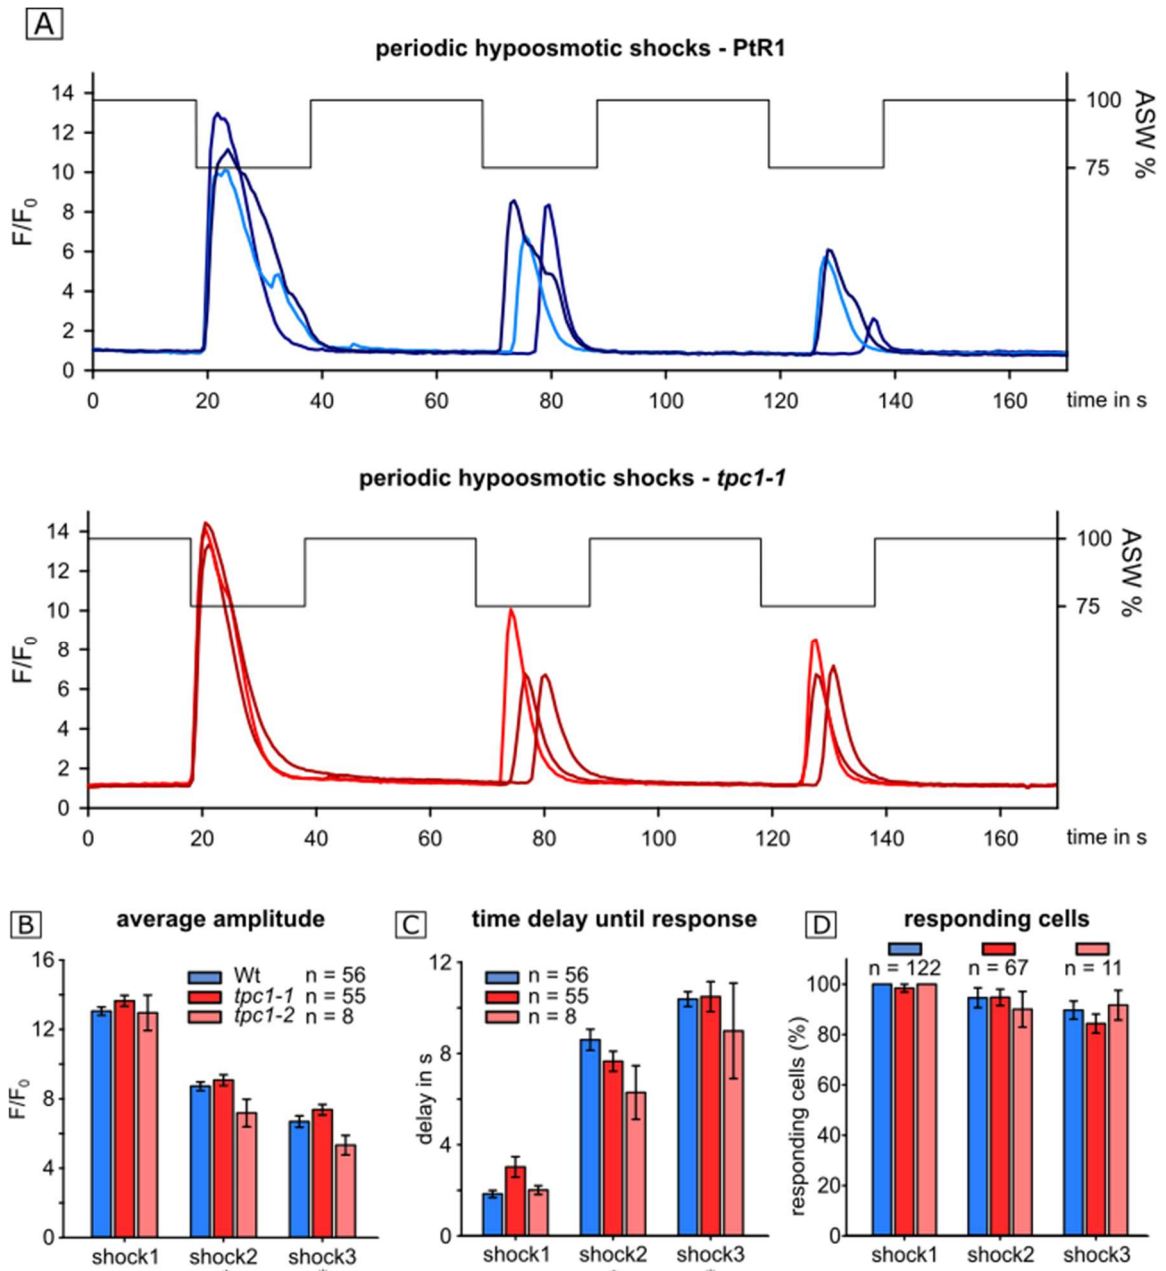 A
periodic hypoosmotic shocks - PtR1
14
12
10
8
6
4
2
0
F/F0
100
75
ASW %
0 20 40 60 80 100 120 140 160 time in s
periodic hypoosmotic shocks - tpc1-1
14
12
10
8
6
4
2
0
F/F0
100
75
ASW %
0 20 40 60 80 100 120 140 160 time in s
B average amplitude
16
12
8
4
0
F/F0
Wt n = 56
tpc1-1 n = 55
tpc1-2 n = 8
shock1 shock2 shock3
C time delay until response
12
8
4
0
delay in s
n = 56
n = 55
n = 8
shock1 shock2 shock3
D responding cells
n = 122 n = 67 n = 11
100
80
60
40
20
0
responding cells (%)
shock1 shock2 shock3